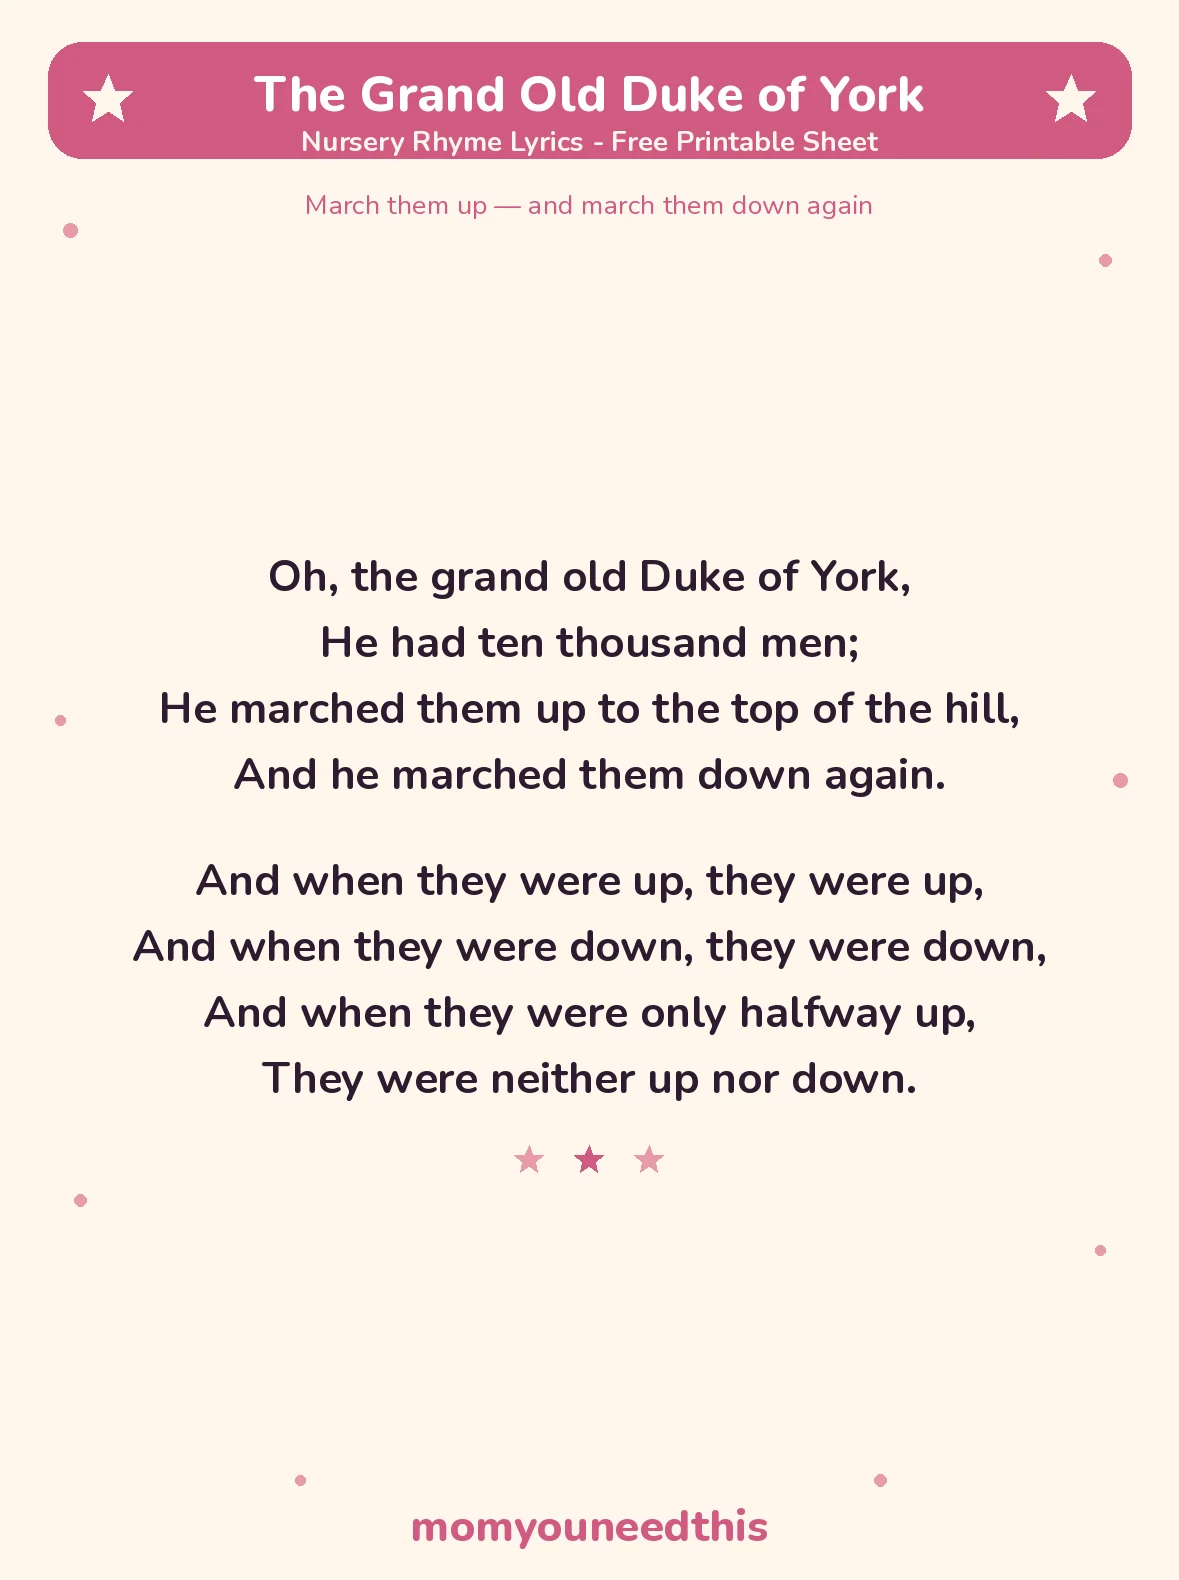 The Grand Old Duke of York
Nursery Rhyme Lyrics - Free Printable Sheet
March them up — and march them down again
Oh, the grand old Duke of York,
He had ten thousand men;
He marched them up to the top of the hill,
And he marched them down again.
And when they were up, they were up,
And when they were down, they were down,
And when they were only halfway up,
They were neither up nor down.
momyouneedthis